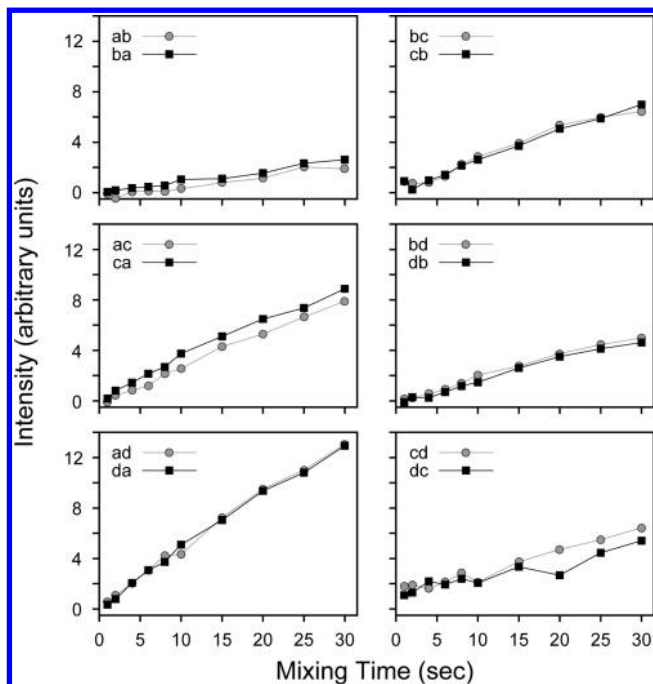 12
8
4
0
ab
ba
bc
cb
12
8
4
0
ac
ca
bd
db
12
8
4
0
ad
da
cd
dc
0 5 10 15 20 25 30 0 5 10 15 20 25 30
Intensity (arbitrary units)
Mixing Time (sec)